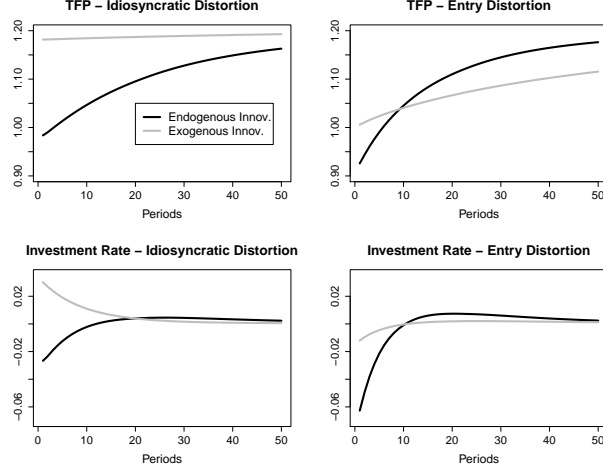 TFP – Idiosyncratic Distortion
0.90 1.00 1.10 1.20
Endogenous Innov.
Exogenous Innov.
0 10 20 30 40 50
Periods
TFP – Entry Distortion
0.90 1.00 1.10 1.20
0 10 20 30 40 50
Periods
Investment Rate – Idiosyncratic Distortion
−0.06 −0.02 0.02
0 10 20 30 40 50
Periods
Investment Rate – Entry Distortion
−0.06 −0.02 0.02
0 10 20 30 40 50
Periods